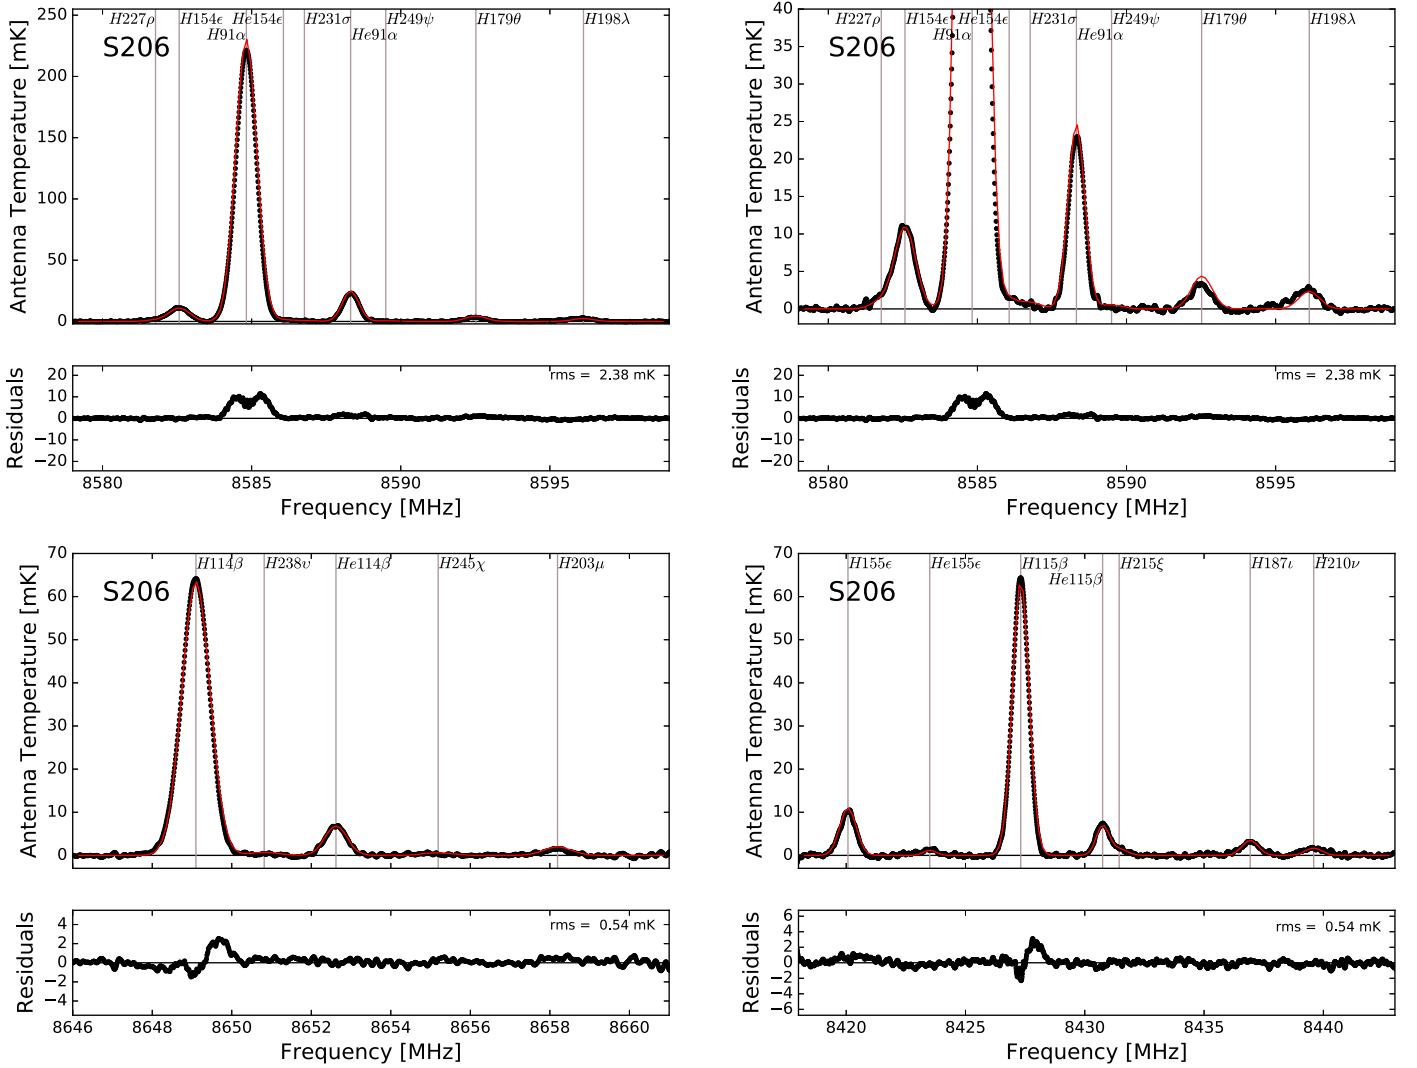 H227ρ H154ϵ He154ϵ H231σ H249ψ H179θ H198λ
H91α He91α
S206
Antenna Temperature [mK]
250
200
150
100
50
0
Residuals
rms = 2.38 mK
20
10
0
−10
−20
8580 8585 8590 8595
Frequency [MHz]
H227ρ H154ϵ He154ϵ H231σ H249ψ H179θ H198λ
H91α He91α
S206
Antenna Temperature [mK]
40
35
30
25
20
15
10
5
0
Residuals
rms = 2.38 mK
20
10
0
−10
−20
8580 8585 8590 8595
Frequency [MHz]
H114β H238υ He114β H245χ H203μ
S206
Antenna Temperature [mK]
70
60
50
40
30
20
10
0
Residuals
rms = 0.54 mK
4
2
0
−2
−4
8646 8648 8650 8652 8654 8656 8658 8660
Frequency [MHz]
H155ϵ He155ϵ H115β H215ξ H187ι H210ν
He115β
S206
Antenna Temperature [mK]
70
60
50
40
30
20
10
0
Residuals
rms = 0.54 mK
6
4
2
0
−2
−4
−6
8420 8425 8430 8435 8440
Frequency [MHz]